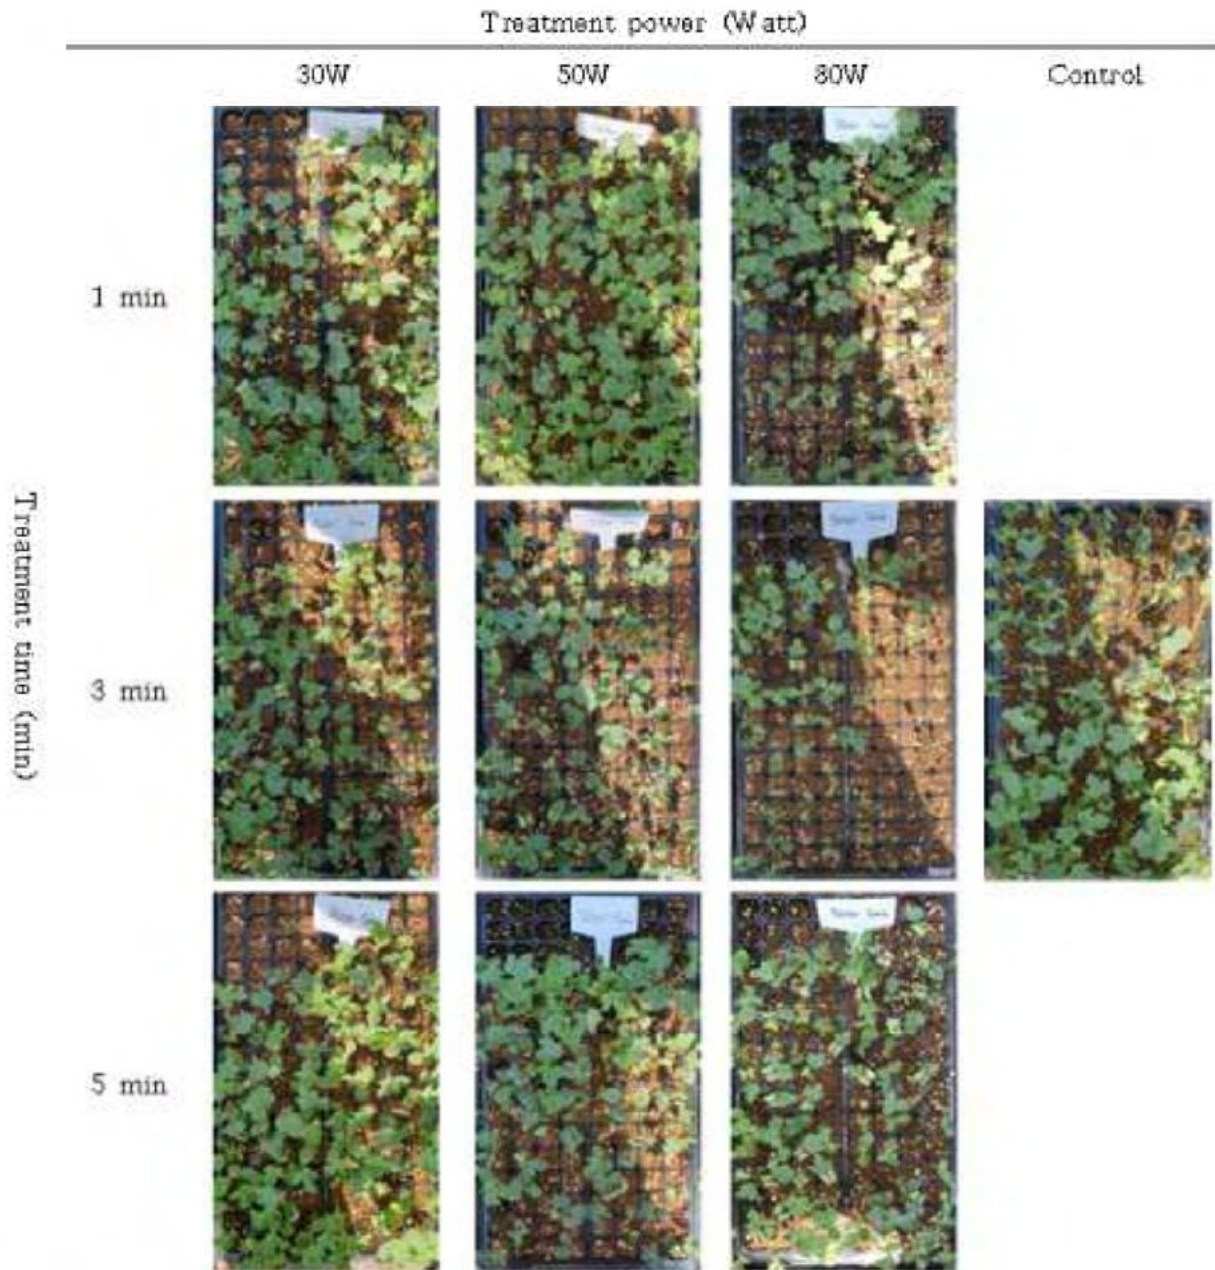 Treatment power (Watt)
30W 50W 80W Control
1 min
Treatment time (min)
3 min
5 min